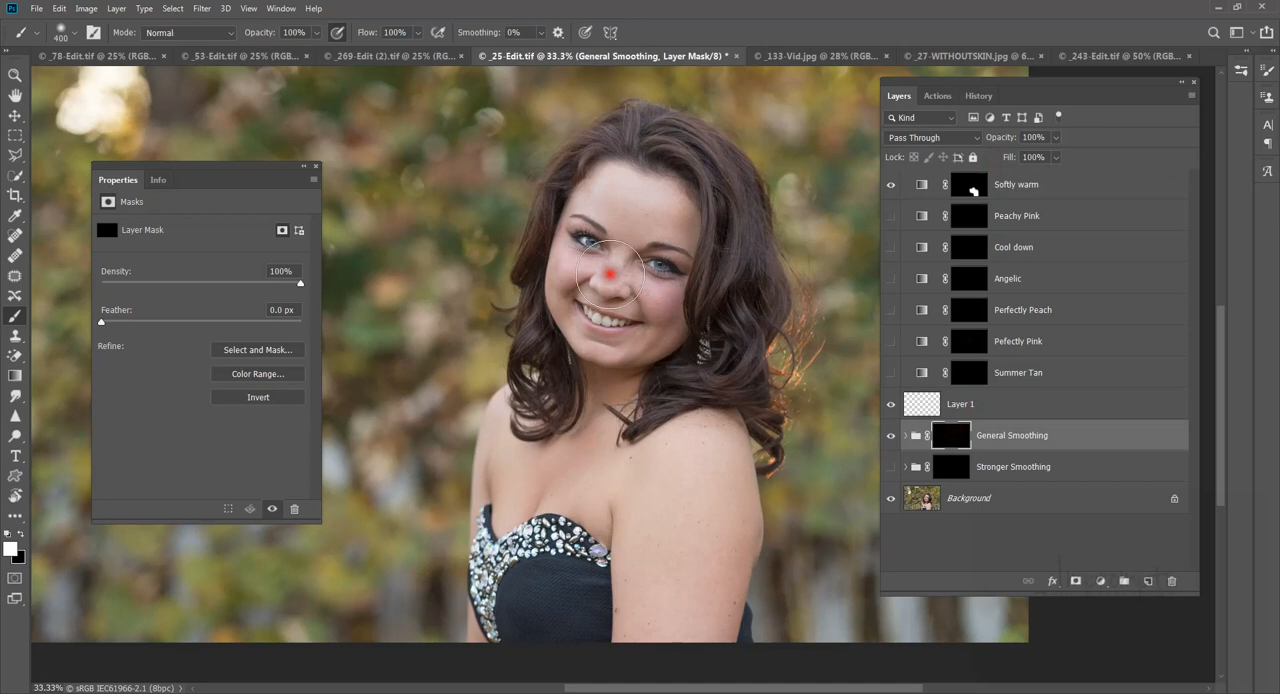 Ps File Edit Image Layer Type Select Filter 3D View Window Help
400 Mode: Normal Opacity: 100% Flow: 100% Smoothing: 0%
© _78-Edit.tif @ 25% (RGB... × © _53-Edit.tif @ 25% (RGB... × © _269-Edit (2).tif @ 25% (RG... × © _25-Edit.tif @ 33.3% (General Smoothing, Layer Mask/8) * × © _133-Vid.jpg @ 28% (RGB... × © _27-WITHOUTSKIN.jpg @ 6... × © _243-Edit.tif @ 50% (RGB... ×
Properties Info
Masks
Layer Mask
Density: 100%
Feather: 0.0 px
Refine: Select and Mask...
Color Range...
Invert
Layers Actions History
Kind
Pass Through Opacity: 100%
Lock: Fill: 100%
Softly warm
Peachy Pink
Cool down
Angelic
Perfectly Peach
Pefectly Pink
Summer Tan
Layer 1
General Smoothing
Stronger Smoothing
Background
fx
33.33% © sRGB IEC61966-2.1 (8bpc)